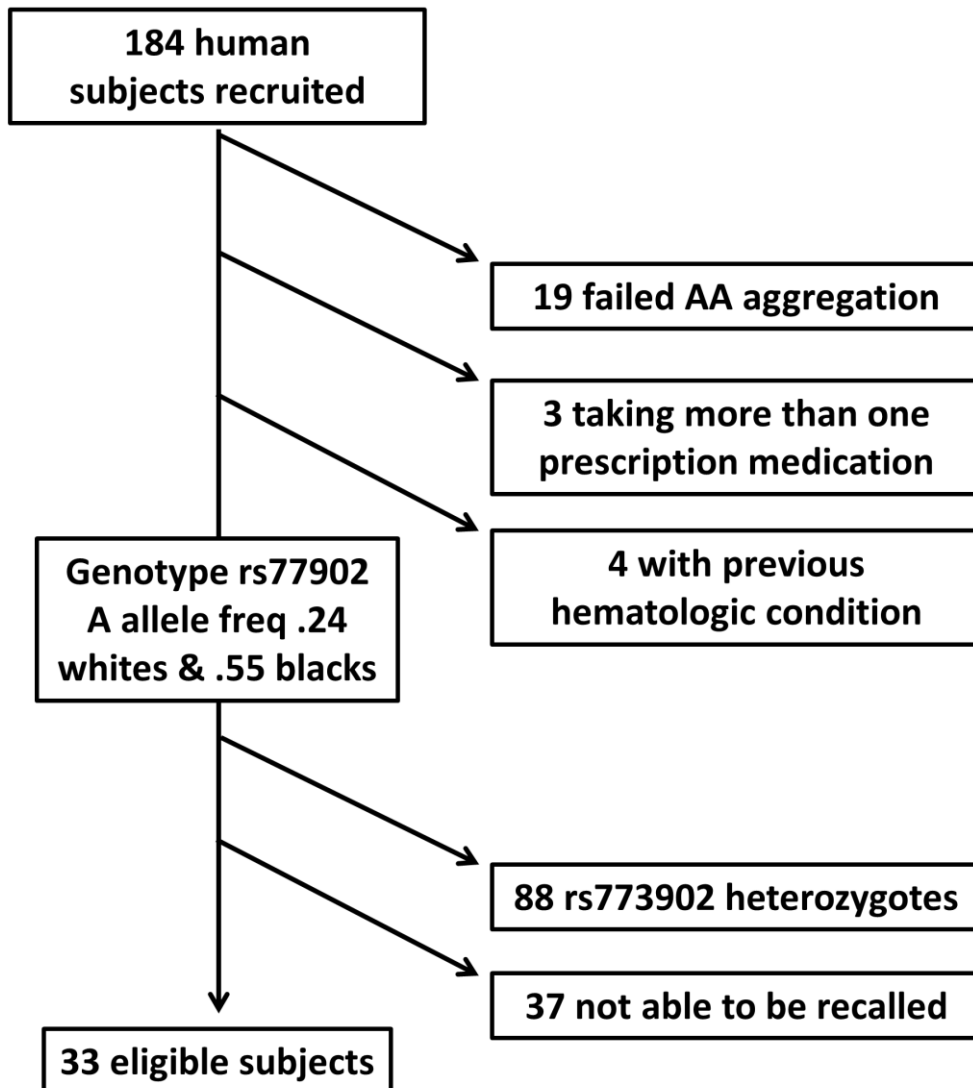 184 human
subjects recruited
19 failed AA aggregation
3 taking more than one
prescription medication
4 with previous
hematologic condition
Genotype rs77902
A allele freq .24
whites & .55 blacks
88 rs773902 heterozygotes
37 not able to be recalled
33 eligible subjects